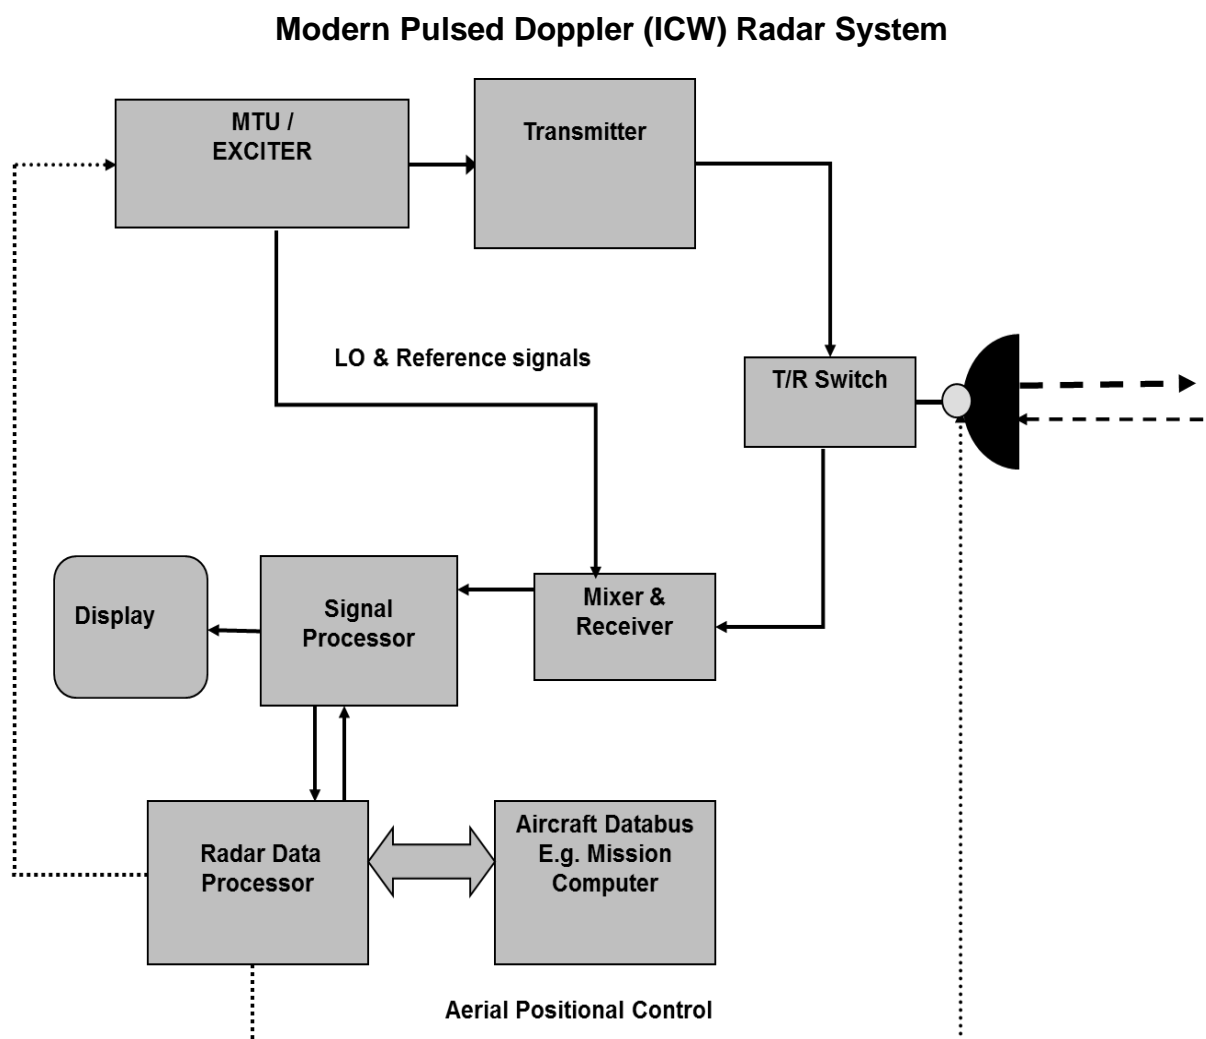 Modern Pulsed Doppler (ICW) Radar System
MTU /
EXCITER
Transmitter
LO & Reference signals
T/R Switch
Display
Signal
Processor
Mixer &
Receiver
Radar Data
Processor
Aircraft Databus
E.g. Mission
Computer
Aerial Positional Control